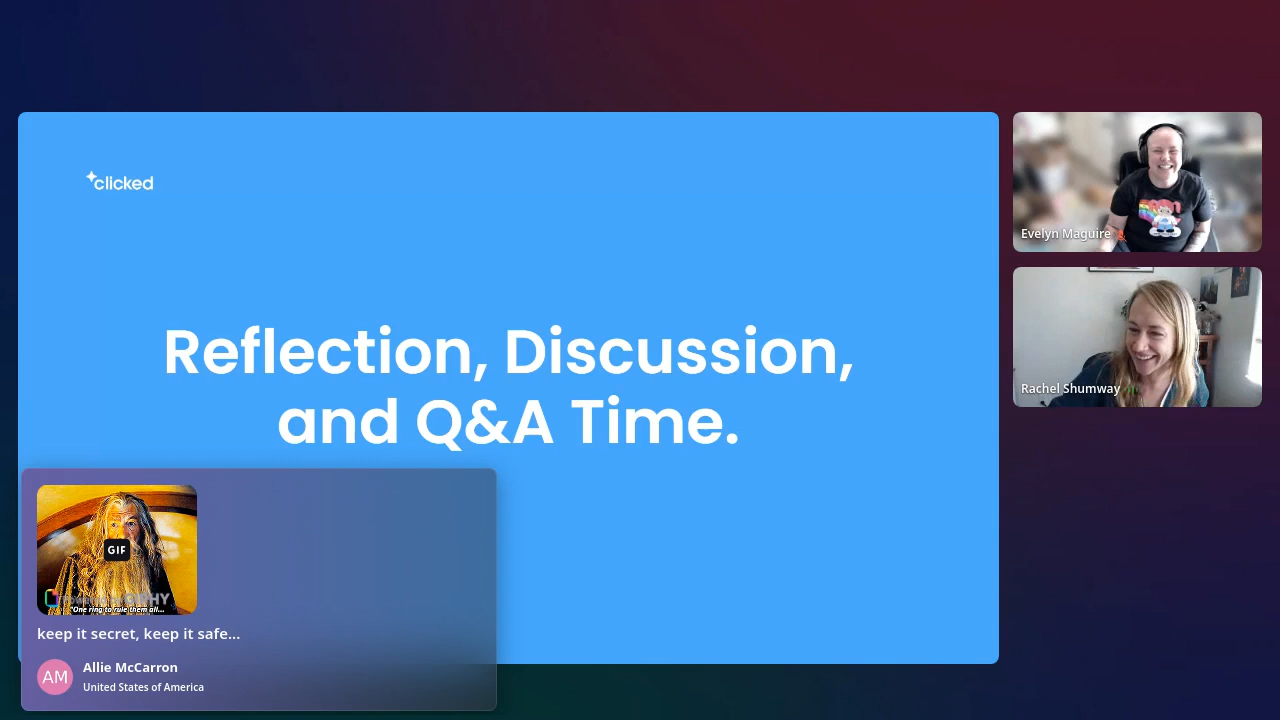 clicked
Reflection, Discussion,
and Q&A Time.
Evelyn Maguire
Rachel Shumway
GIF
"One ring to rule them all...
keep it secret, keep it safe...
AM
Allie McCarron
United States of America